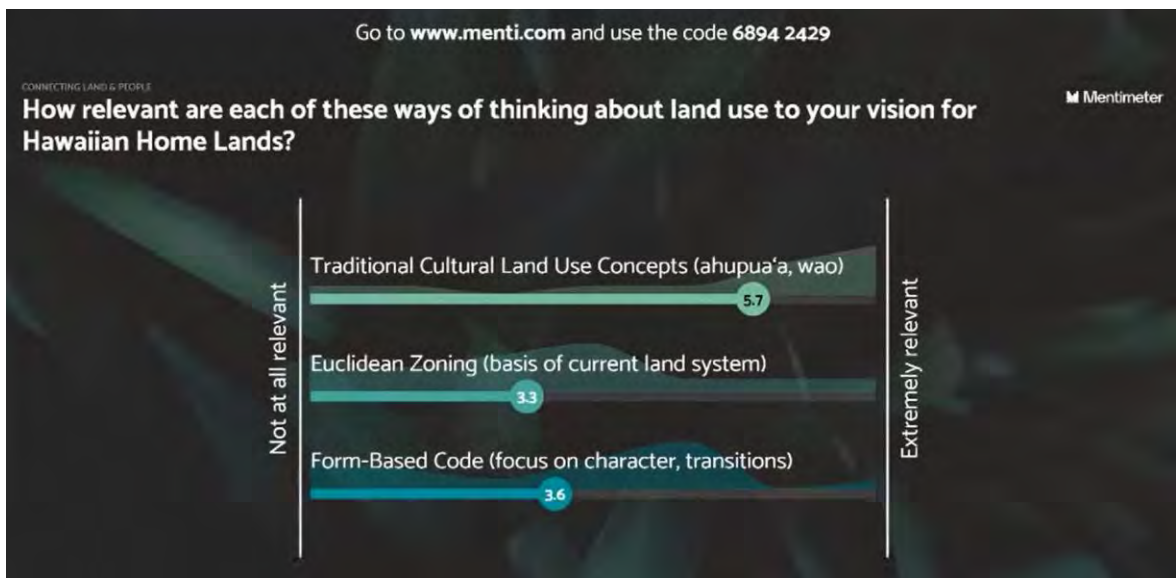 Go to www.menti.com and use the code 6894 2429
CONNECTING LAND & PEOPLE
How relevant are each of these ways of thinking about land use to your vision for
Hawaiian Home Lands?
Mentimeter
Not at all relevant
Traditional Cultural Land Use Concepts (ahupuaʻa, wao)
5.7
Euclidean Zoning (basis of current land system)
3.3
Form-Based Code (focus on character, transitions)
3.6
Extremely relevant